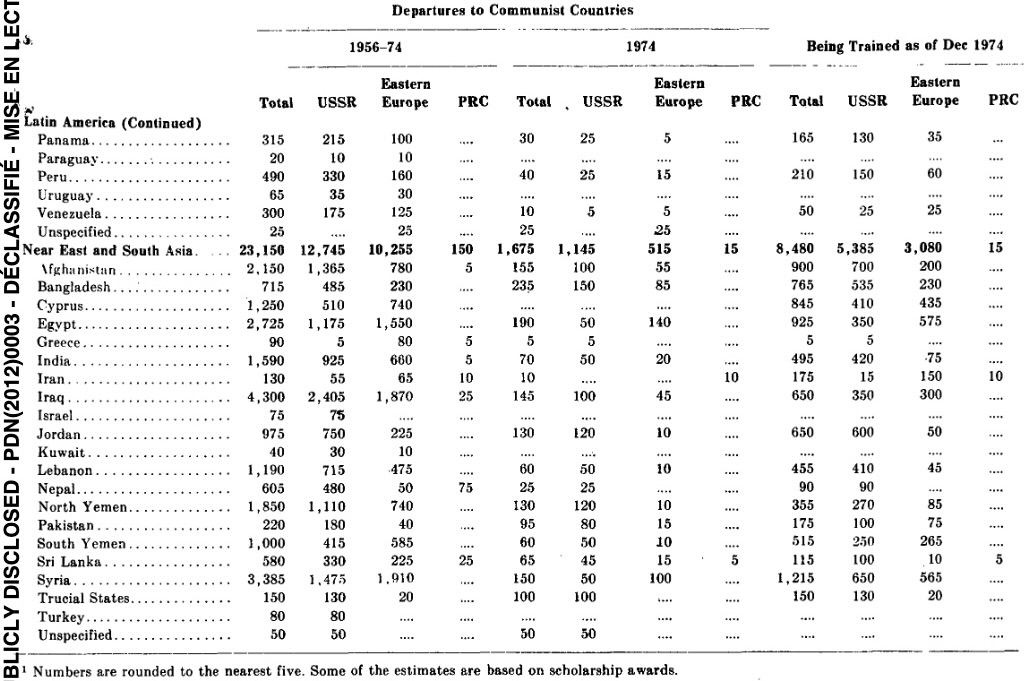 BLICLY DISCLOSED - PDN(2012)0003 - DÉCLASSIFIÉ - MISE EN LECT
Departures to Communist Countries
1956–74 1974 Being Trained as of Dec 1974
Eastern Eastern Eastern
Total USSR Europe PRC Total USSR Europe PRC Total USSR Europe PRC
Latin America (Continued)
Panama.................... 315 215 100 .... 30 25 5 .... 165 130 35 ...
Paraguay.................... 20 10 10 .... .... .... .... .... .... .... .... ....
Peru.................... 490 330 160 .... 40 25 15 .... 210 150 60 ....
Uruguay.................... 65 35 30 .... .... .... .... .... .... .... .... ....
Venezuela.................... 300 175 125 .... 10 5 5 .... 50 25 25 ....
Unspecified.................... 25 .... 25 .... 25 .... 25 .... .... .... .... ....
Near East and South Asia..... 23,150 12,745 10,255 150 1,675 1,145 515 15 8,480 5,385 3,080 15
Afghanistan............... 2,150 1,365 780 5 155 100 55 .... 900 700 200 ....
Bangladesh................ 715 485 230 .... 235 150 85 .... 765 535 230 ....
Cyprus.................... 1,250 510 740 .... .... .... .... .... 845 410 435 ....
Egypt..................... 2,725 1,175 1,550 .... 190 50 140 .... 925 350 575 ....
Greece.................... 90 5 80 5 5 5 .... .... 5 5 .... ....
India..................... 1,590 925 660 5 70 50 20 .... 495 420 75 ....
Iran...................... 130 55 65 10 10 .... .... 10 175 15 150 10
Iraq...................... 4,300 2,405 1,870 25 145 100 45 .... 650 350 300 ....
Israel.................... 75 75 .... .... .... .... .... .... .... .... .... ....
Jordan.................... 975 750 225 .... 130 120 10 .... 650 600 50 ....
Kuwait.................... 40 30 10 .... .... .... .... .... .... .... .... ....
Lebanon................... 1,190 715 475 .... 60 50 10 .... 455 410 45 ....
Nepal..................... 605 480 50 75 25 25 .... .... 90 90 .... ....
North Yemen............... 1,850 1,110 740 .... 130 120 10 .... 355 270 85 ....
Pakistan.................. 220 180 40 .... 95 80 15 .... 175 100 75 ....
South Yemen............... 1,000 415 585 .... 60 50 10 .... 515 250 265 ....
Sri Lanka................. 580 330 225 25 65 45 15 5 115 100 10 5
Syria..................... 3,385 1,475 1,910 .... 150 50 100 .... 1,215 650 565 ....
Trucial States.............. 150 130 20 .... 100 100 .... .... 150 130 20 ....
Turkey.................... 80 80 .... .... .... .... .... .... .... .... .... ....
Unspecified................ 50 50 .... .... 50 50 .... .... .... .... .... ....
¹ Numbers are rounded to the nearest five. Some of the estimates are based on scholarship awards.